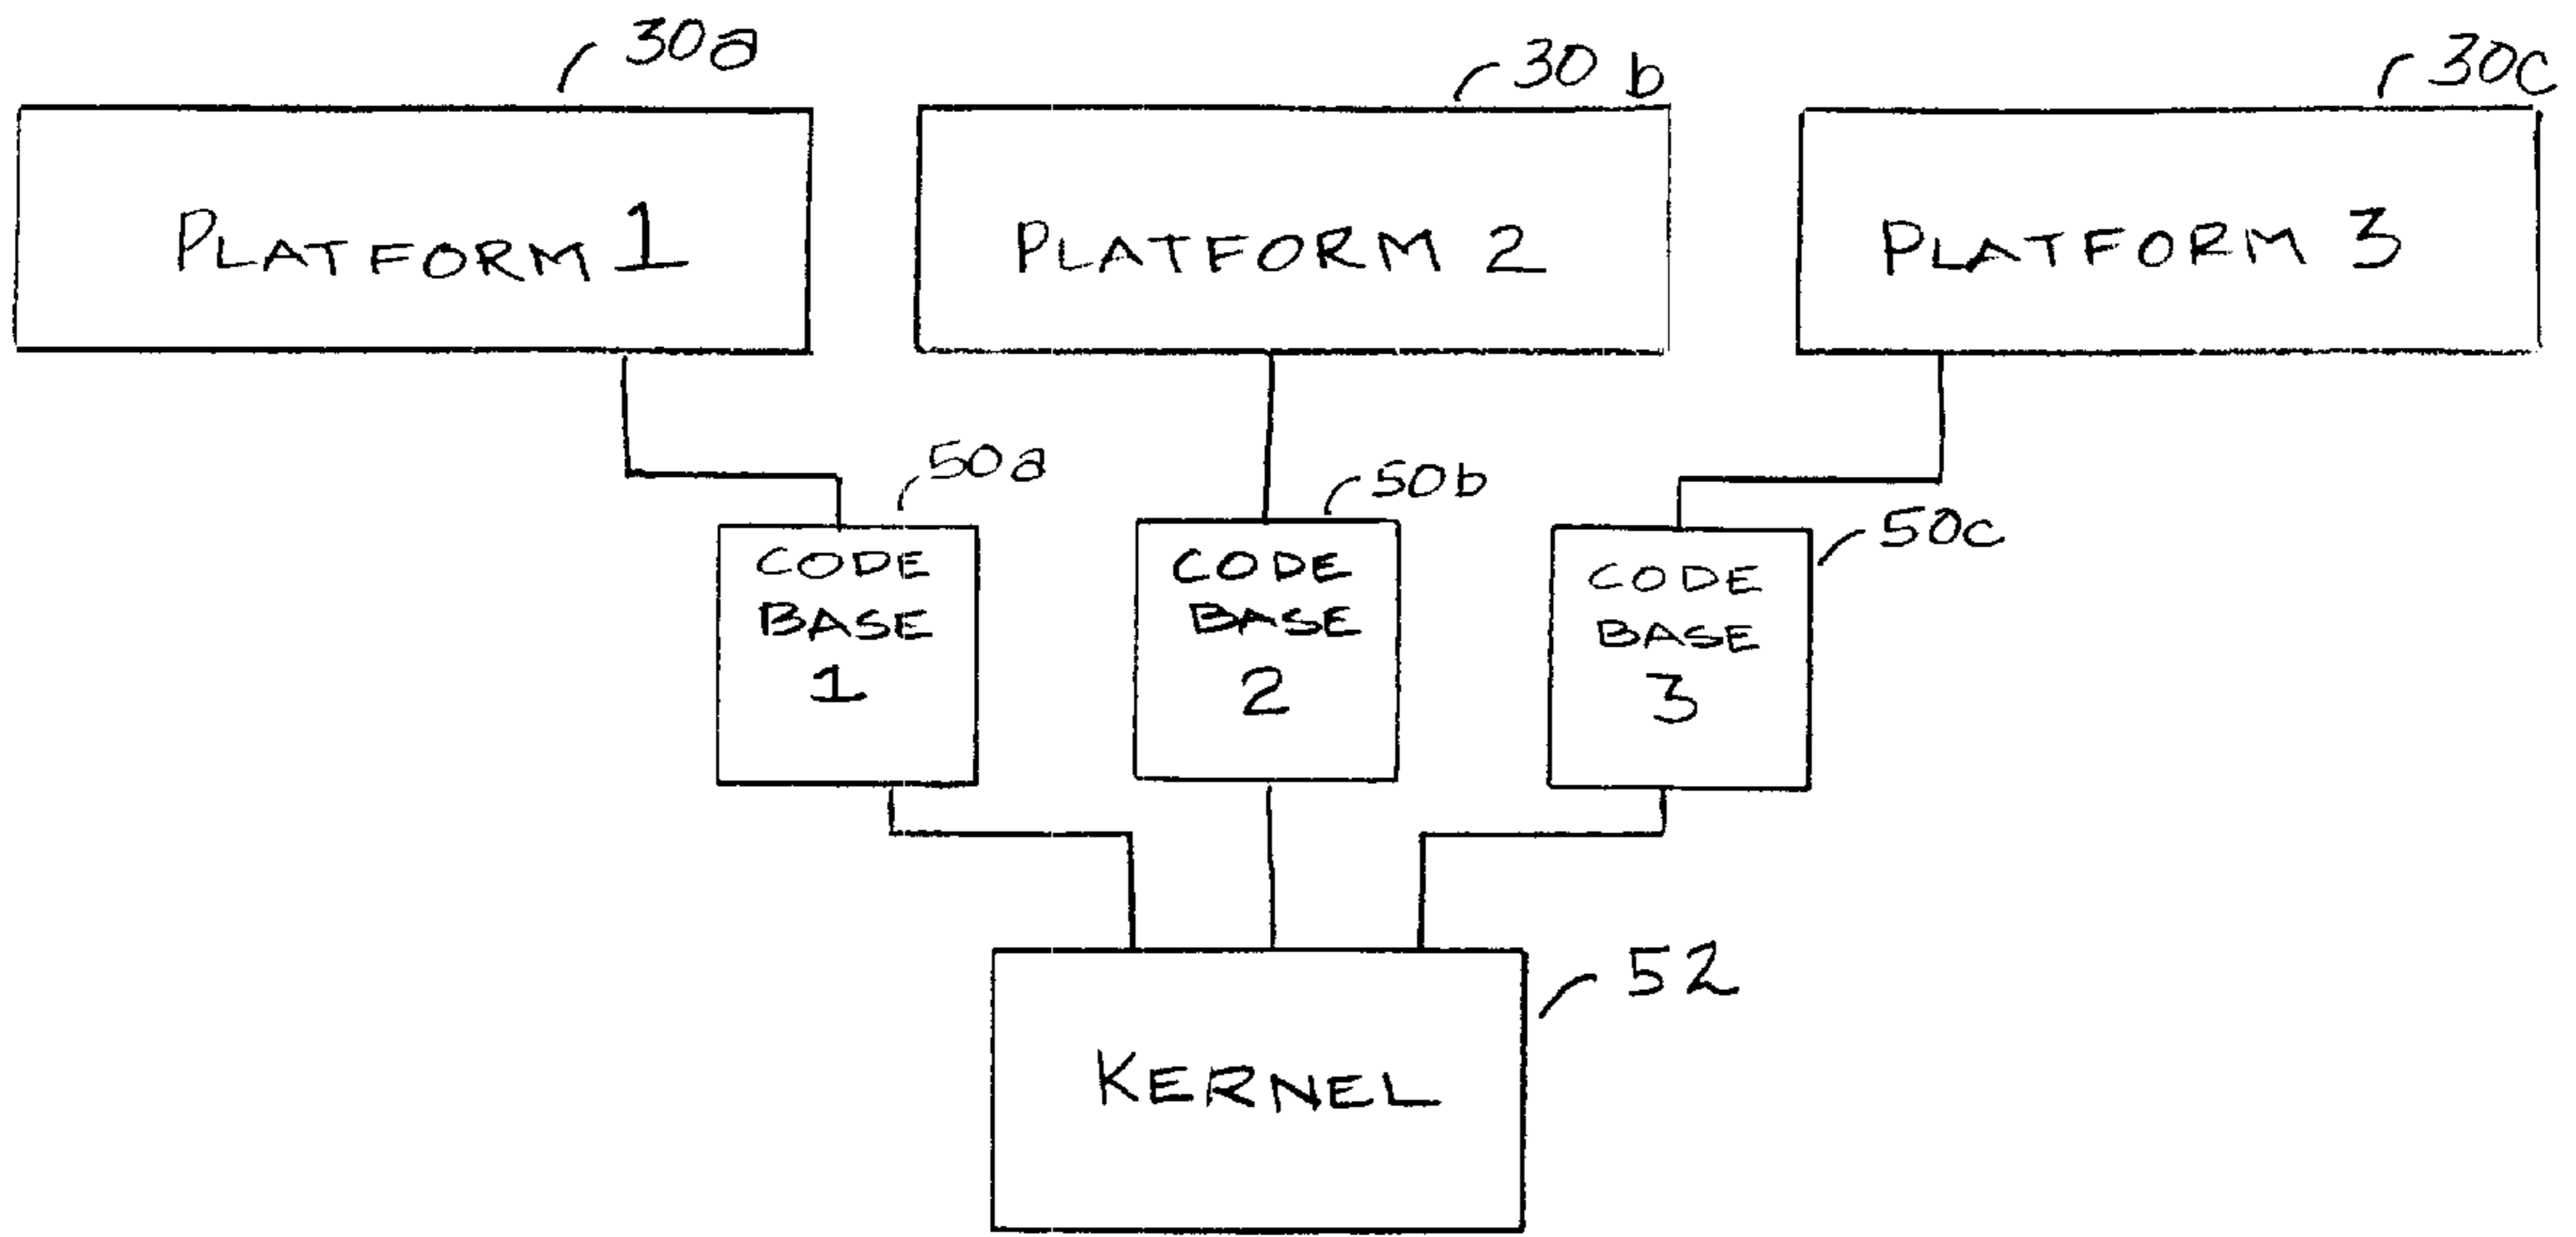 30a
30b
30c
PLATFORM 1
PLATFORM 2
PLATFORM 3
50a
50b
50c
CODE
BASE
1
CODE
BASE
2
CODE
BASE
3
52
KERNEL